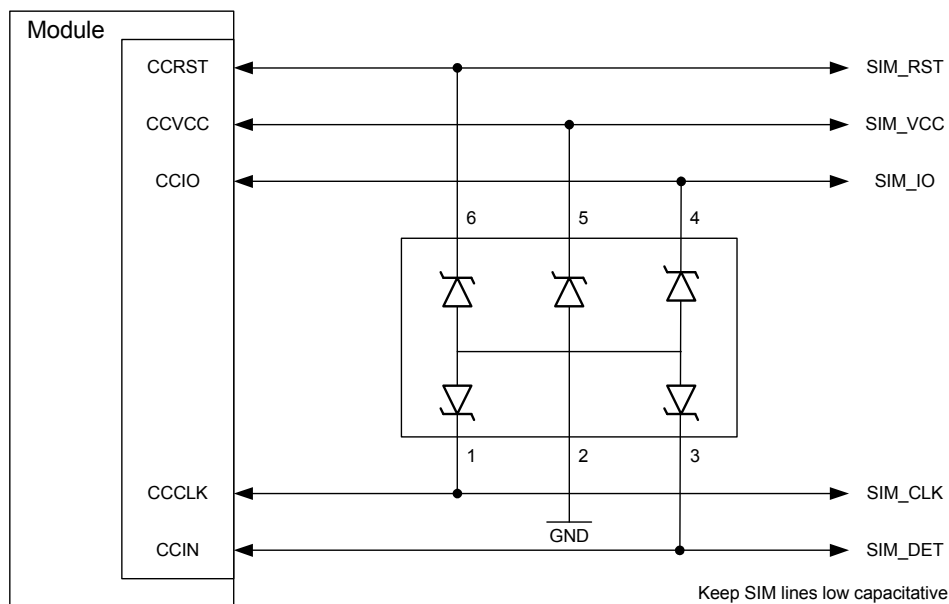 Module
CCRST
SIM_RST
CCVCC
SIM_VCC
CCIO
SIM_IO
6
5
4
1
2
3
CCCLK
SIM_CLK
GND
CCIN
SIM_DET
Keep SIM lines low capacitative